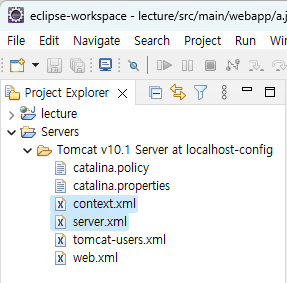 eclipse-workspace - lecture/src/main/webapp/a.j
File Edit Navigate Search Project Run Win
Project Explorer
lecture
Servers
Tomcat v10.1 Server at localhost-config
catalina.policy
catalina.properties
context.xml
server.xml
tomcat-users.xml
web.xml